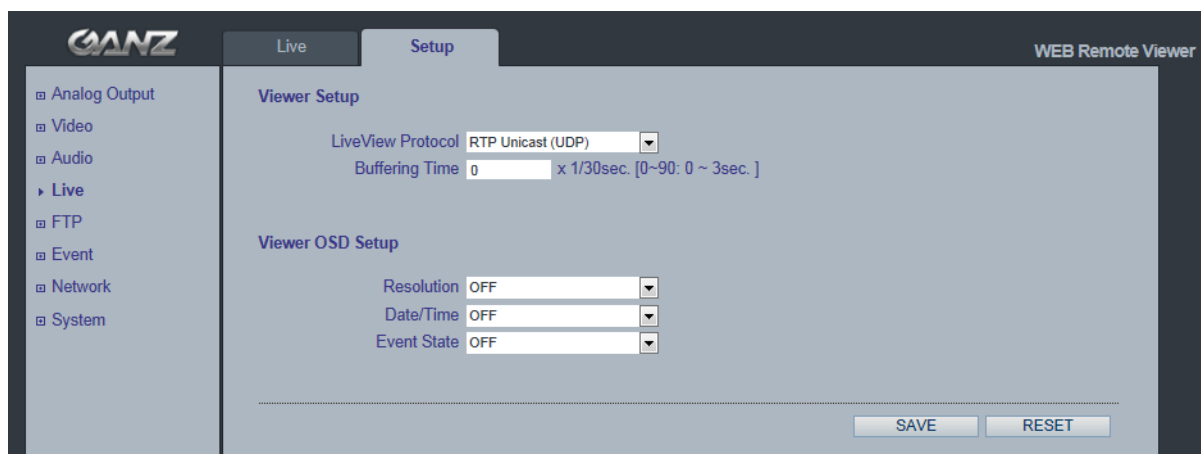 GANZ
Live
Setup
WEB Remote Viewer
Analog Output
Video
Audio
Live
FTP
Event
Network
System
Viewer Setup
LiveView Protocol RTP Unicast (UDP)
Buffering Time 0 x 1/30sec. [0~90: 0 ~ 3sec. ]
Viewer OSD Setup
Resolution OFF
Date/Time OFF
Event State OFF
SAVE
RESET